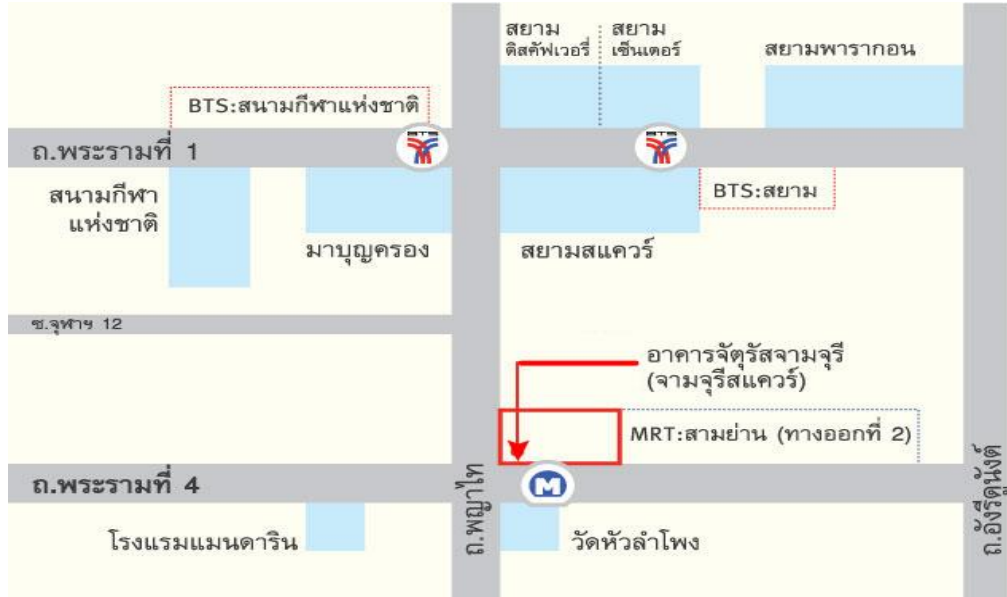 สยาม
ดิสคัฟเวอรี่
สยาม
เซ็นเตอร์
สยามพารากอน
BTS:สนามกีฬาแห่งชาติ
ถ.พระรามที่ 1
สนามกีฬา
แห่งชาติ
มาบุญครอง
สยามสแควร์
BTS:สยาม
ซ.จุฬาฯ 12
อาคารจัตุรัสจามจุรี
(จามจุรีสแควร์)
MRT:สามย่าน (ทางออกที่ 2)
ถ.พระรามที่ 4
M
ถ.พญาไท
ถ.อังรีดูนังต์
โรงแรมแมนดาริน
วัดหัวลำโพง